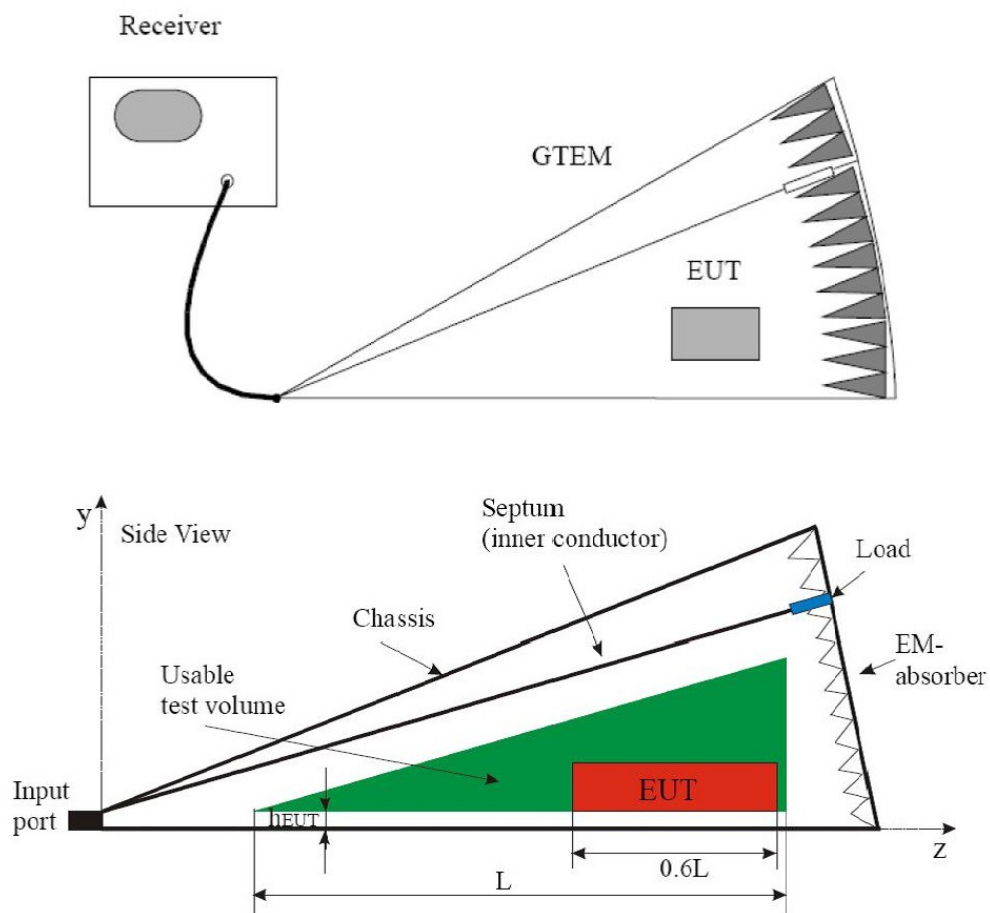 Receiver
GTEM
EUT
y
Side View
Septum
(inner conductor)
Load
Chassis
EM-
absorber
Usable
test volume
Input
port
EUT
hEUT
z
0.6L
L